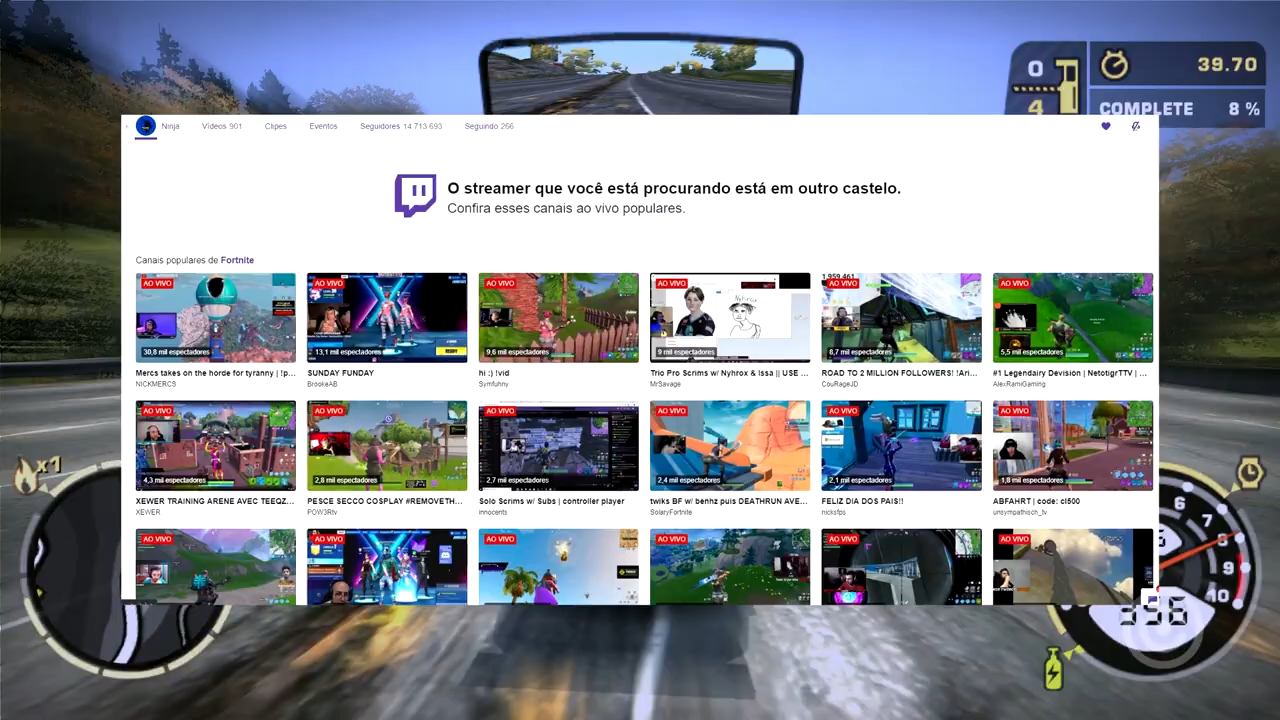 0
4
39.70
COMPLETE 8 %
Ninja Vídeos 901 Clipes Eventos Seguidores 14 713 693 Seguindo 266
O streamer que você está procurando está em outro castelo.
Confira esses canais ao vivo populares.
Canais populares de Fortnite
AO VIVO AO VIVO AO VIVO AO VIVO AO VIVO AO VIVO
30,8 mil espectadores 13,1 mil espectadores 9,6 mil espectadores 9 mil espectadores 8,7 mil espectadores 5,5 mil espectadores
Mercs takes on the horde for tyranny | !p... SUNDAY FUNDAY hi :) !vid Trio Pro Scrims w/ Nyhrox & Issa || USE ... ROAD TO 2 MILLION FOLLOWERS! !Ari... #1 Legendairy Devision | NetotigrTTV | ...
NICKMERCS BrookeAB Symfuhny MrSavage CouRageJD AlexRamiGaming
AO VIVO AO VIVO AO VIVO AO VIVO AO VIVO AO VIVO
4,3 mil espectadores 2,8 mil espectadores 2,7 mil espectadores 2,4 mil espectadores 2,1 mil espectadores 1,8 mil espectadores
XEWER TRAINING ARENE AVEC TEEQZ... PESCE SECCO COSPLAY #REMOVETH... Solo Scrims w/ Subs | controller player twiks BF w/ benhz puis DEATHRUN AVE... FELIZ DIA DOS PAIS!! ABFAHRT | code: cl500
XEWER POW3Rtv innocents SolaryFortnite nicksfps unsympathisch_tv
AO VIVO AO VIVO AO VIVO AO VIVO AO VIVO AO VIVO
x1
6
7
9
10